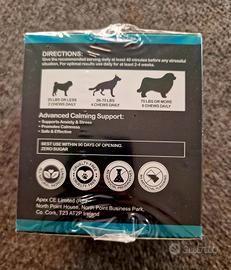 DIRECTIONS:
Give the recommended serving daily at least 40 minutes before any stressful
situation. For optimal results use daily for at least 2-4 weeks.
25 LBS OR LESS
2 CHEWS DAILY
26-75 LBS
4 CHEWS DAILY
75 LBS OR MORE
6 CHEWS DAILY
Advanced Calming Support:
• Supports Anxiety & Stress
• Promotes Calmness
• Safe & Effective
BEST USE WITHIN 90 DAYS OF OPENING.
ZERO SUGAR
Apex CE Limited
North Point House, North Point Business Park
Co. Cork, T23 AT2P Ireland
SUBITO